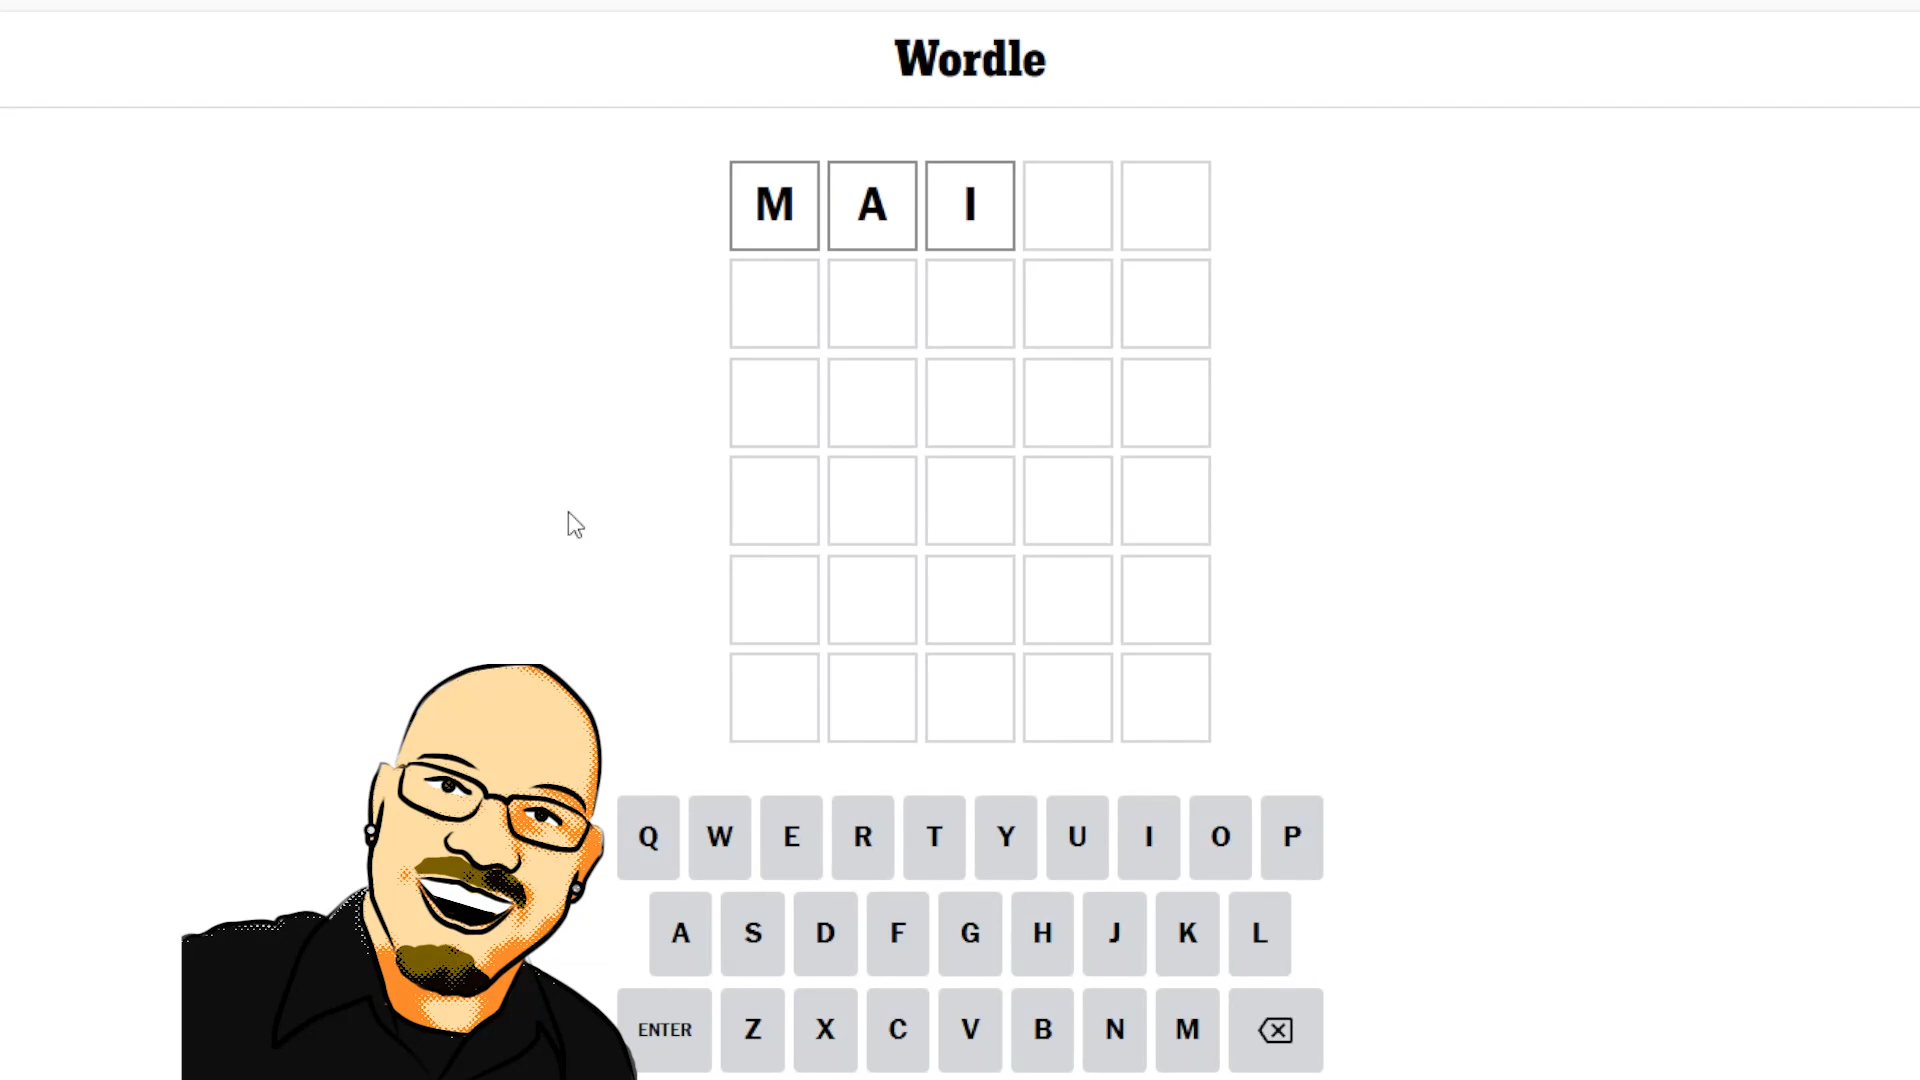 Wordle
M A I
Q W E R T Y U I O P
A S D F G H J K L
ENTER Z X C V B N M